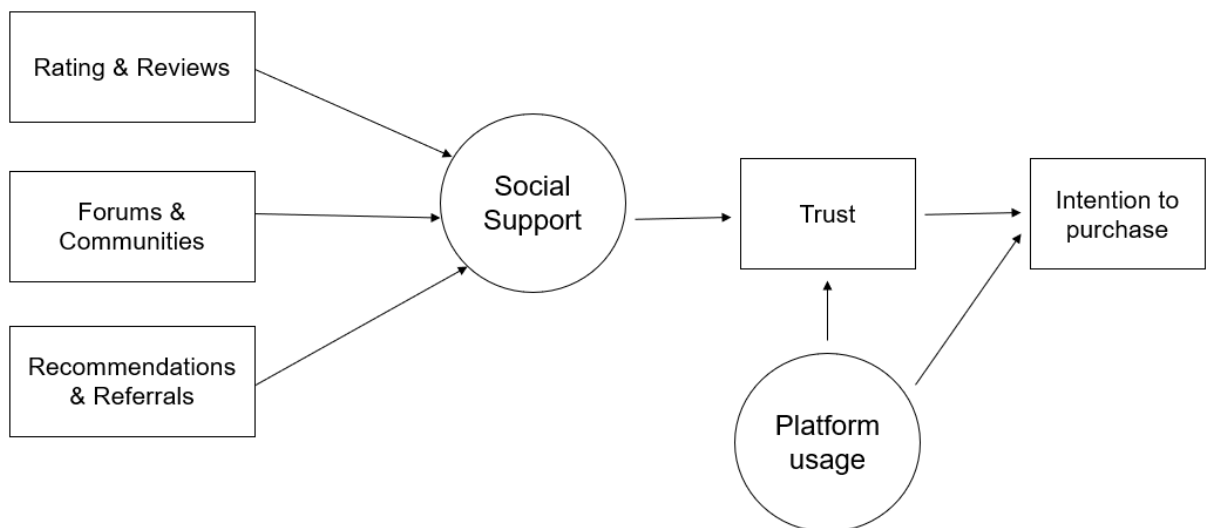 Rating & Reviews
Forums &
Communities
Recommendations
& Referrals
Social
Support
Trust
Intention to
purchase
Platform
usage